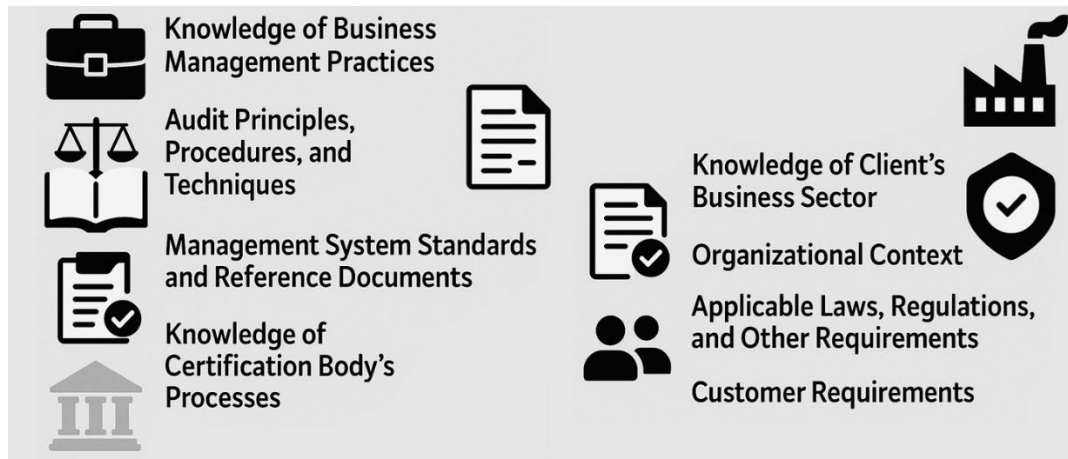 Knowledge of Business
Management Practices
Audit Principles,
Procedures, and
Techniques
Management System Standards
and Reference Documents
Knowledge of
Certification Body's
Processes
Knowledge of Client's
Business Sector
Organizational Context
Applicable Laws, Regulations,
and Other Requirements
Customer Requirements